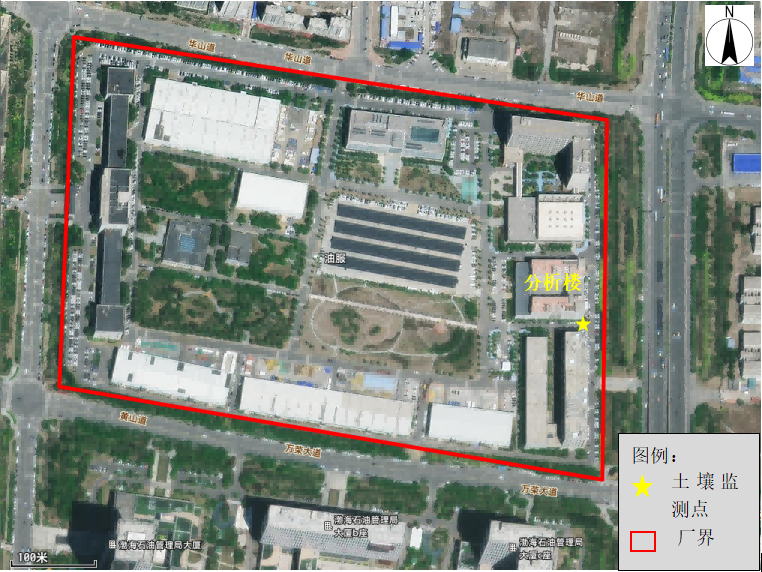 N
华山道
华山道
华山道
油服
分析楼
黄山道
万荣大道
万荣大道
图例：
土壤监
测点
厂界
渤海石油管理局
大厦b座
渤海石油管理局大厦
渤海石油管理局
大厦c座
100米